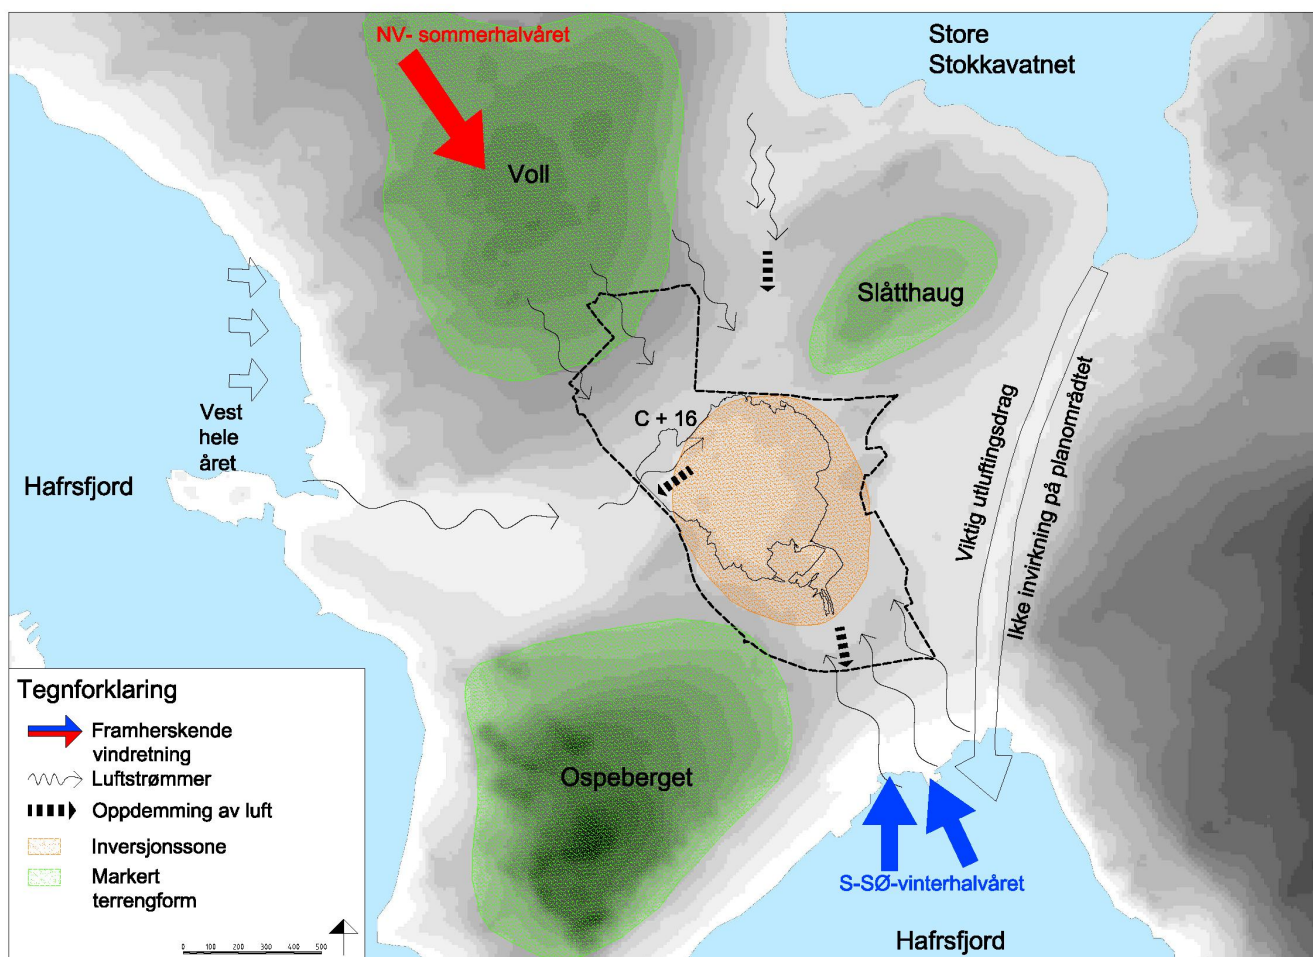 NV- sommerhalvåret
Store
Stokkavatnet
Voll
Slåtthaug
Vest
hele
året
C + 16
Hafrsfjord
Viktig utluftingsdrag
Ikke invirkning på planområdtet
Ospeberget
S-SØ-vinterhalvåret
Hafrsfjord
Tegnforklaring
Framherskende
vindretning
Luftstrømmer
Oppdemming av luft
Inversjonssone
Markert
terrengform
0 100 200 300 400 500